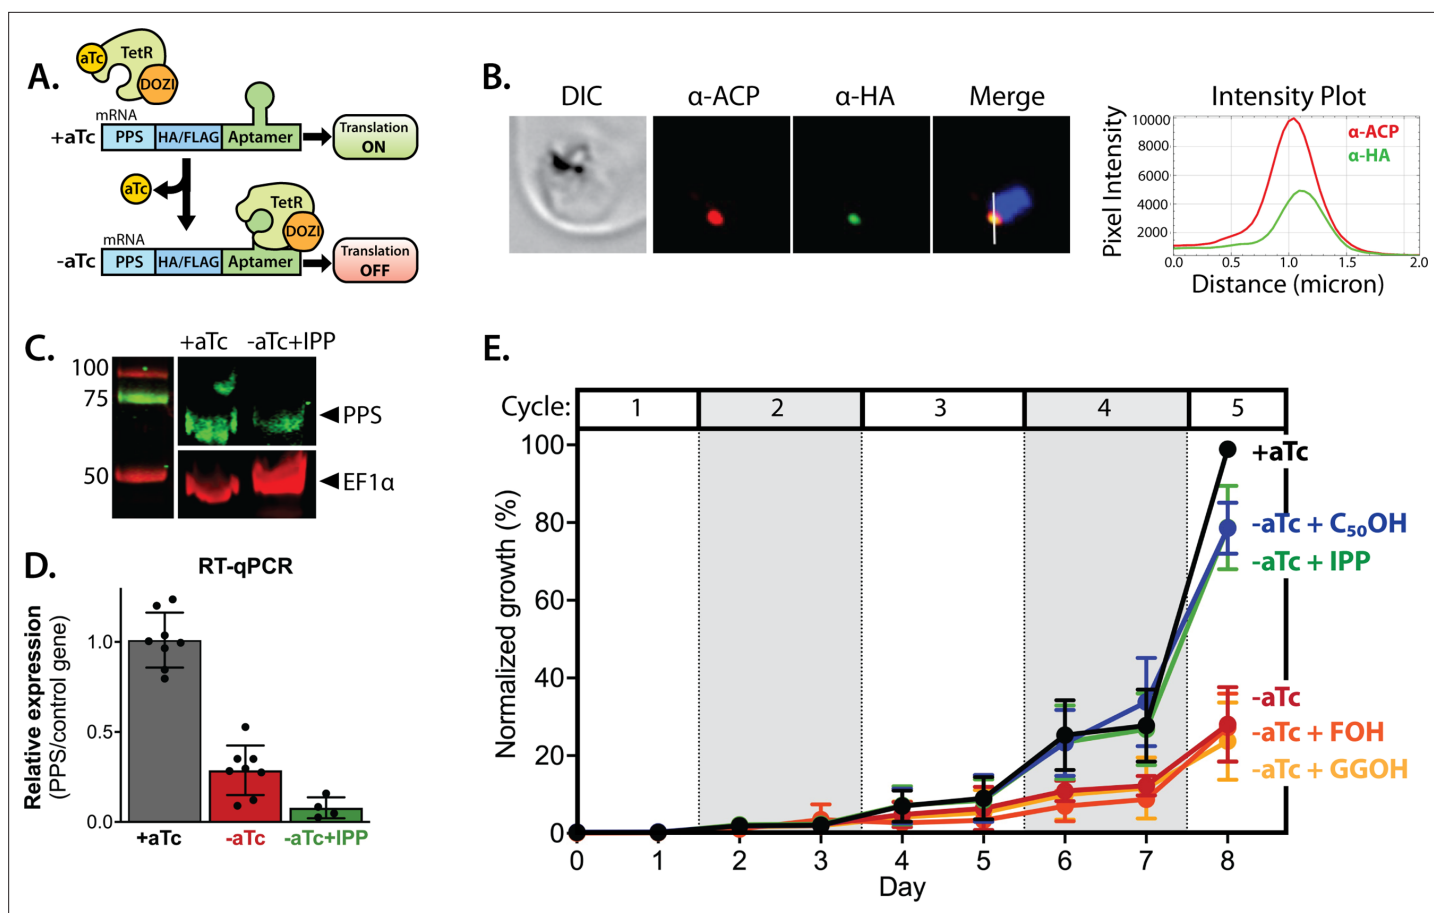 A.
aTc
TetR
DOZI
mRNA
+aTc
PPS
HA/FLAG
Aptamer
Translation
ON
aTc
TetR
DOZI
mRNA
-aTc
PPS
HA/FLAG
Aptamer
Translation
OFF
B.
DIC
α-ACP
α-HA
Merge
Intensity Plot
Pixel Intensity
10000
8000
6000
4000
2000
α-ACP
α-HA
0.0
0.5
1.0
1.5
2.0
Distance (micron)
C.
+aTc
-aTc+IPP
100
75
50
PPS
EF1α
D.
RT-qPCR
Relative expression
(PPS/control gene)
1.0
0.5
0.0
+aTc
-aTc
-aTc+IPP
E.
Cycle:
1
2
3
4
5
Normalized growth (%)
100
80
60
40
20
0
+aTc
-aTc + C₅₀OH
-aTc + IPP
-aTc
-aTc + FOH
-aTc + GGOH
0
1
2
3
4
5
6
7
8
Day